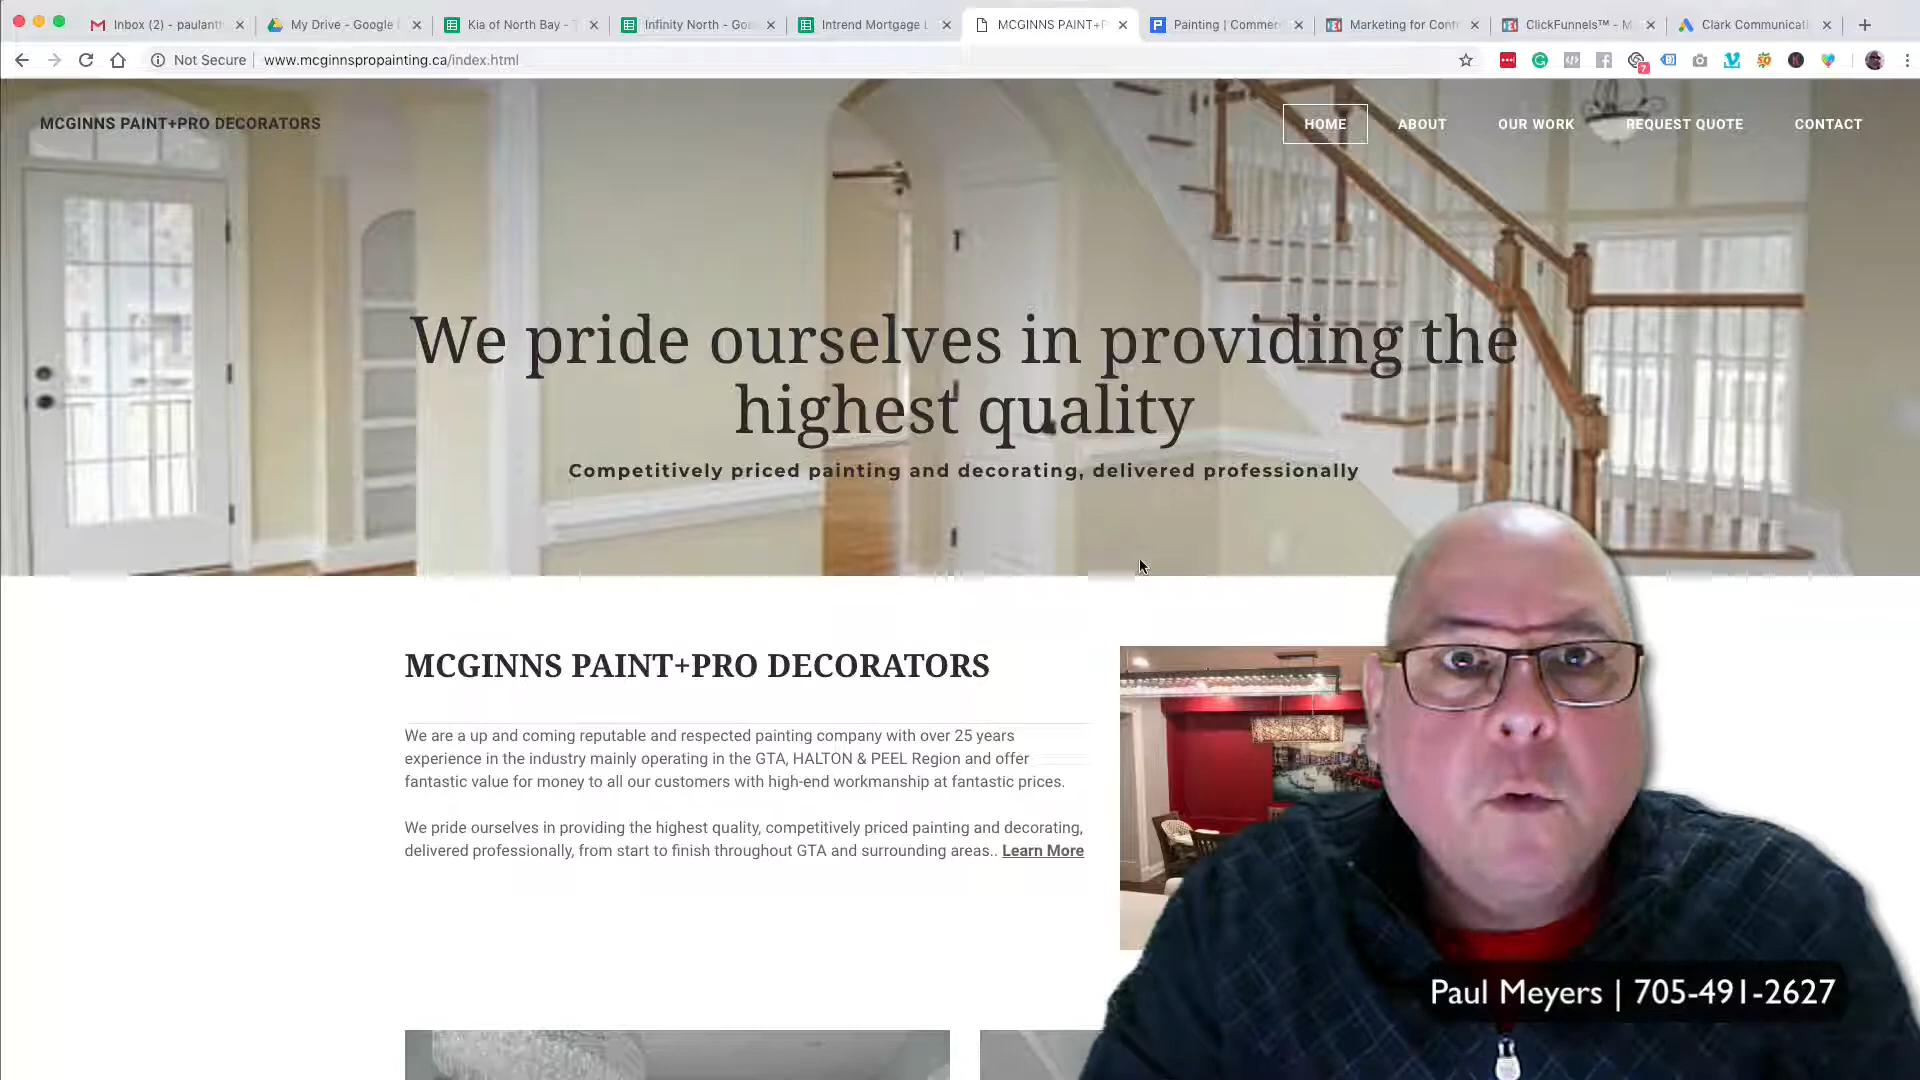 Inbox (2) - paulanth
My Drive - Google
Kia of North Bay - T
Infinity North - Goo
Intrend Mortgage L
MCGINNS PAINT+P
Painting | Commer
Marketing for Contr
ClickFunnels™ - M
Clark Communicati
Not Secure
www.mcginnspropainting.ca/index.html
7
MCGINNS PAINT+PRO DECORATORS
HOME
ABOUT
OUR WORK
REQUEST QUOTE
CONTACT
We pride ourselves in providing the
highest quality
Competitively priced painting and decorating, delivered professionally
MCGINNS PAINT+PRO DECORATORS
We are a up and coming reputable and respected painting company with over 25 years
experience in the industry mainly operating in the GTA, HALTON & PEEL Region and offer
fantastic value for money to all our customers with high-end workmanship at fantastic prices.
We pride ourselves in providing the highest quality, competitively priced painting and decorating,
delivered professionally, from start to finish throughout GTA and surrounding areas.. Learn More
Paul Meyers | 705-491-2627